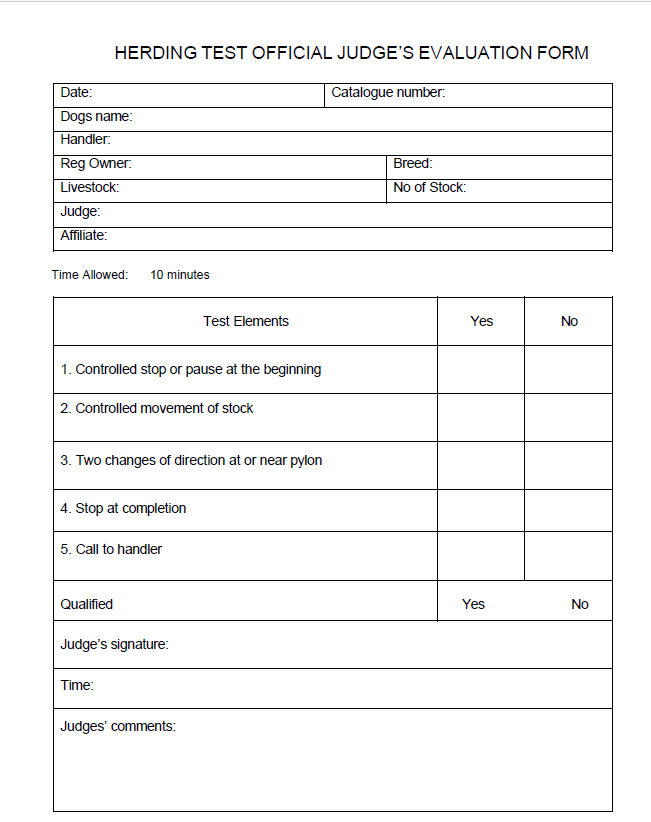 HERDING TEST OFFICIAL JUDGE'S EVALUATION FORM
Date: Catalogue number:
Dogs name:
Handler:
Reg Owner: Breed:
Livestock: No of Stock:
Judge:
Affiliate:
Time Allowed: 10 minutes
Test Elements Yes No
1. Controlled stop or pause at the beginning
2. Controlled movement of stock
3. Two changes of direction at or near pylon
4. Stop at completion
5. Call to handler
Qualified Yes No
Judge's signature:
Time:
Judges' comments: